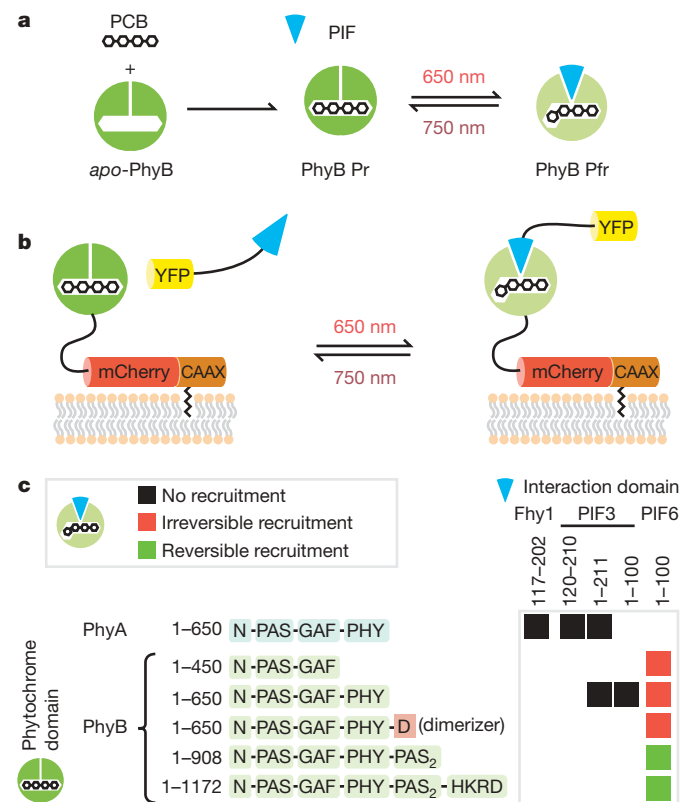 a
PCB
+
apo-PhyB
PIF
PhyB Pr
650 nm
750 nm
PhyB Pfr
b
YFP
mCherry CAAX
650 nm
750 nm
YFP
mCherry CAAX
c
No recruitment
Irreversible recruitment
Reversible recruitment
Interaction domain
Fhy1 PIF3 PIF6
117–202 120–210 1–211 1–100 1–100
Phytochrome domain
PhyA 1–650 N-PAS-GAF-PHY
PhyB
1–450 N-PAS-GAF
1–650 N-PAS-GAF-PHY
1–650 N-PAS-GAF-PHY-D (dimerizer)
1–908 N-PAS-GAF-PHY-PAS₂
1–1172 N-PAS-GAF-PHY-PAS₂-HKRD